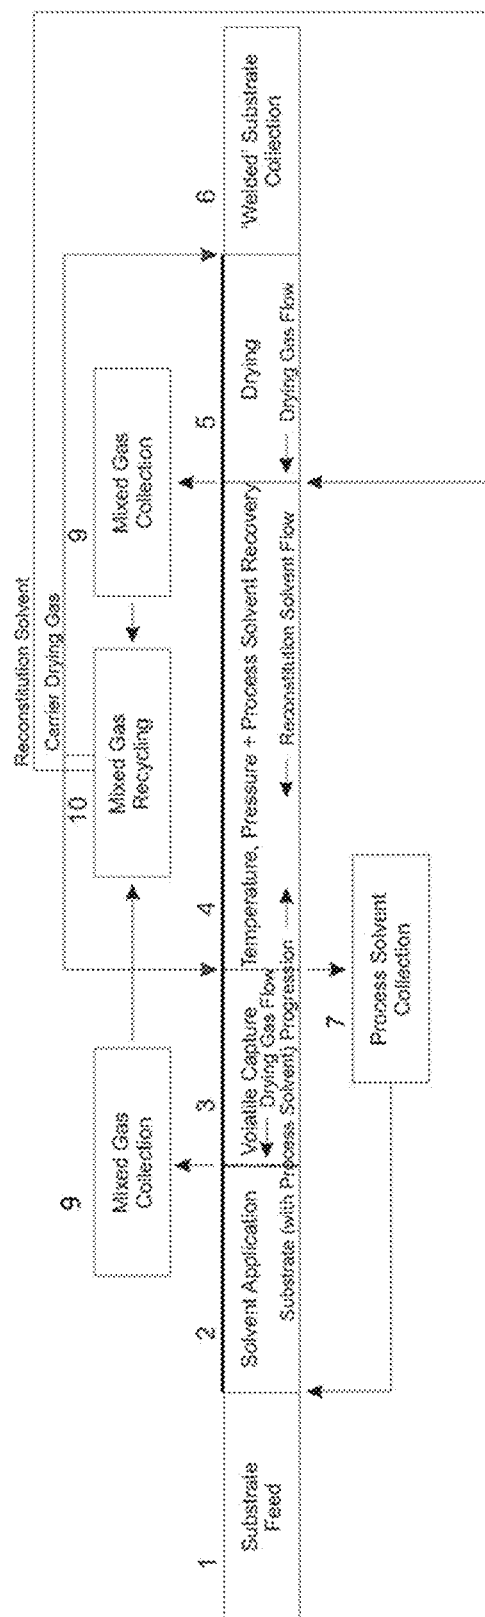 1
Substrate
Feed
2
Solvent Application
3
Volatile Capture
Drying Gas Flow
Substrate (with Process Solvent) Progression
4
Temperature, Pressure + Process Solvent Recovery
Reconstitution Solvent Flow
5
Drying
Drying Gas Flow
6
'Welded' Substrate
Collection
7
Process Solvent
Collection
9
Mixed Gas
Collection
10
Mixed Gas
Recycling
9
Mixed Gas
Collection
Reconstitution Solvent
Carrier Drying Gas